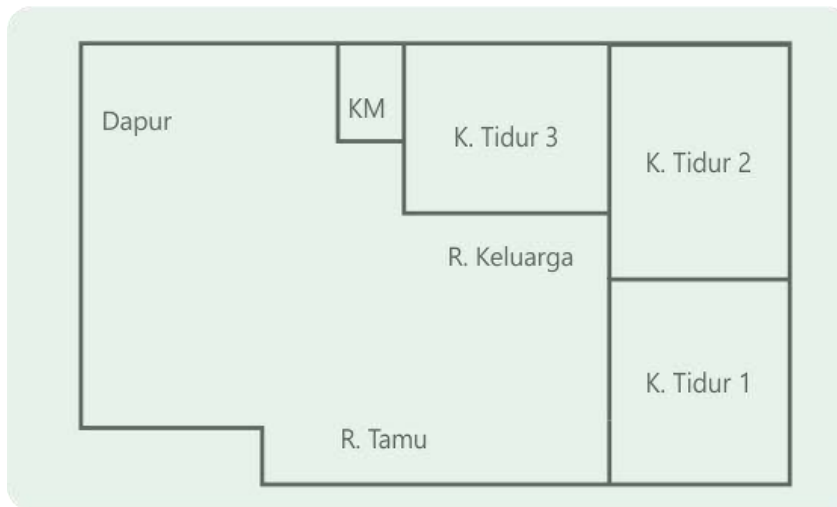 Dapur
KM
K. Tidur 3
K. Tidur 2
R. Keluarga
K. Tidur 1
R. Tamu